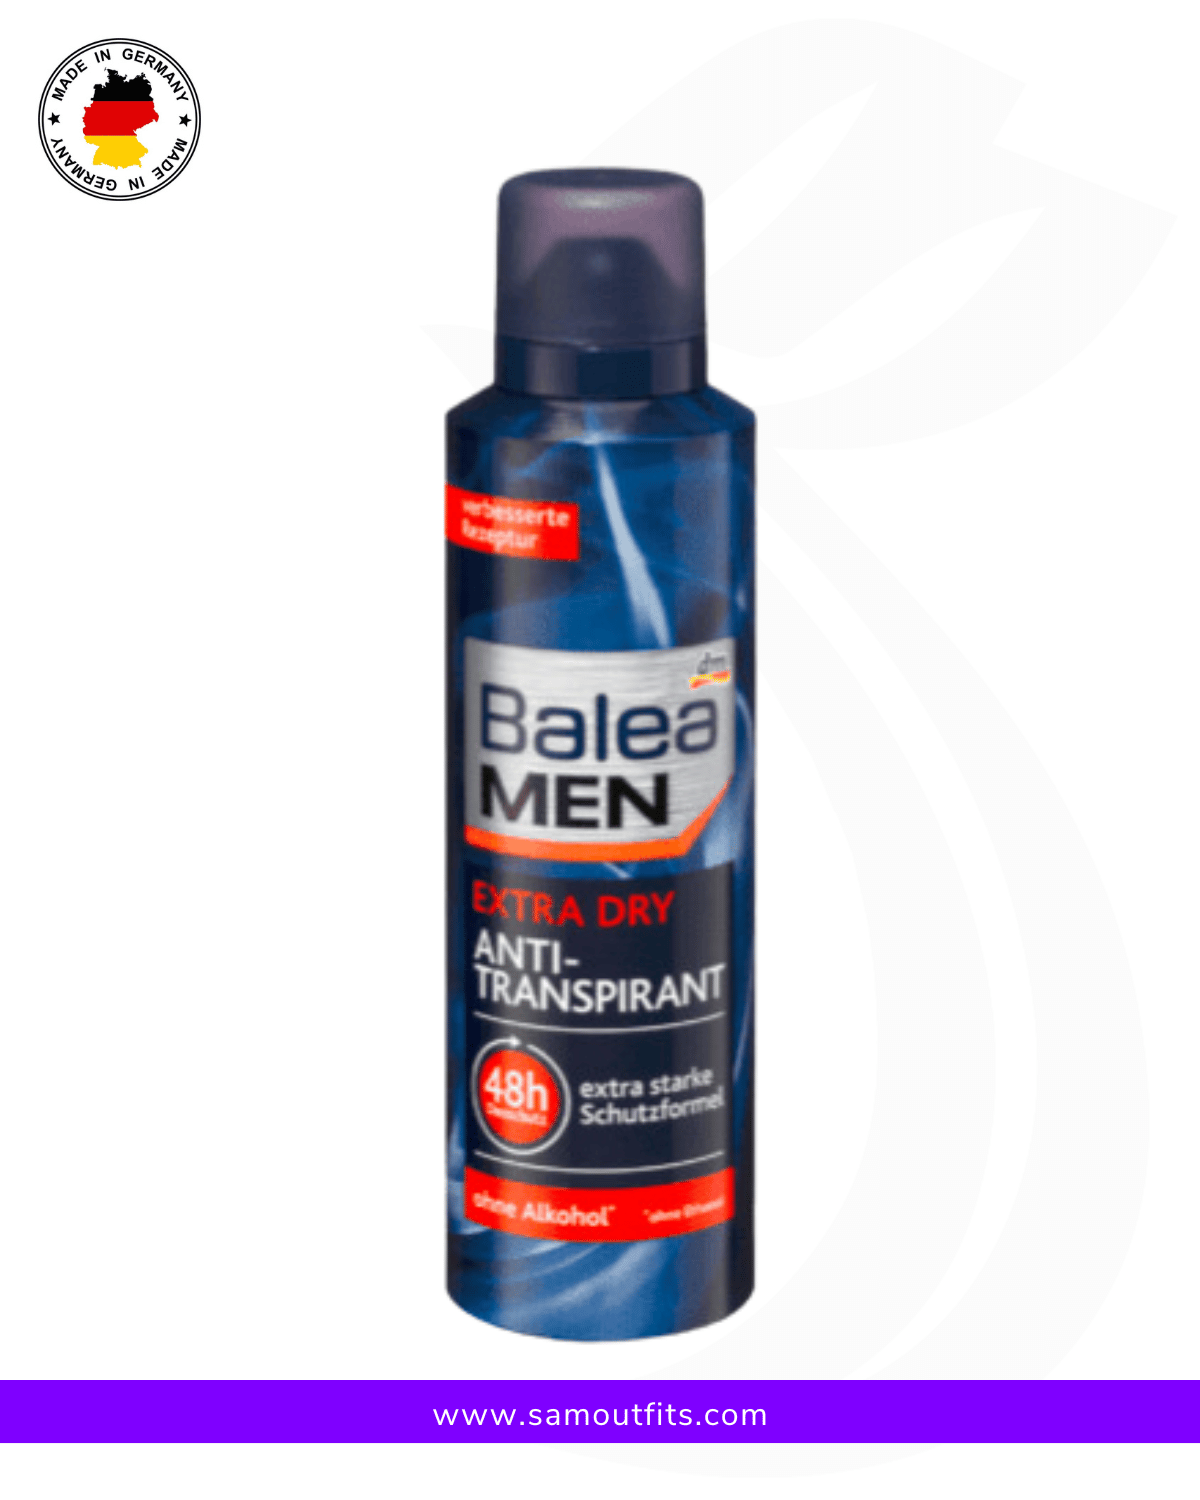 MADE IN GERMANY
MADE IN GERMANY
verbesserte
Rezeptur
dm
Balea
MEN
EXTRA DRY
ANTI-
TRANSPIRANT
48h
extra starke
Schutzformel
ohne Alkohol*
*ohne
www.samoutfits.com